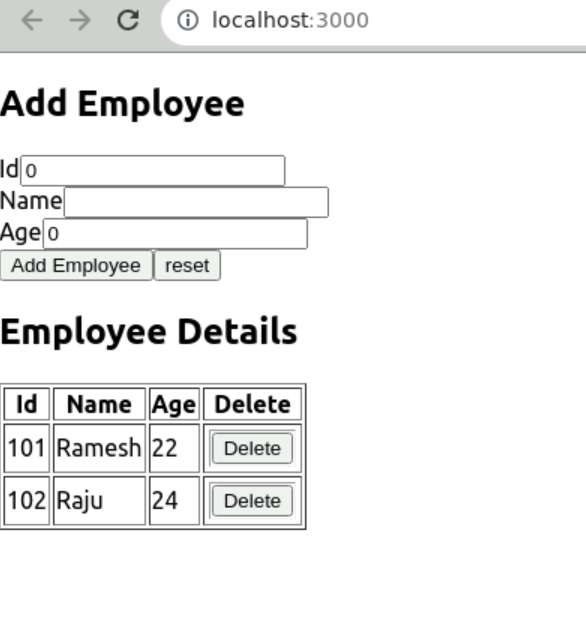 localhost:3000
Add Employee
Id 0
Name
Age 0
Add Employee reset
Employee Details
Id Name Age Delete
101 Ramesh 22 Delete
102 Raju 24 Delete